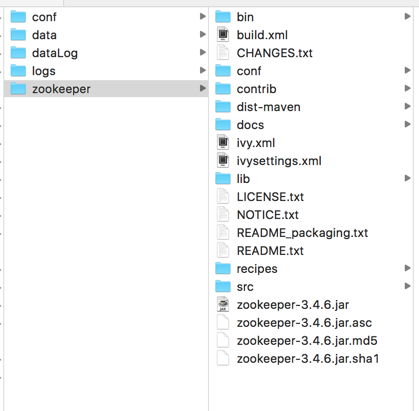 conf
data
dataLog
logs
zookeeper
bin
build.xml
CHANGES.txt
conf
contrib
dist-maven
docs
ivy.xml
ivysettings.xml
lib
LICENSE.txt
NOTICE.txt
README_packaging.txt
README.txt
recipes
src
zookeeper-3.4.6.jar
zookeeper-3.4.6.jar.asc
zookeeper-3.4.6.jar.md5
zookeeper-3.4.6.jar.sha1